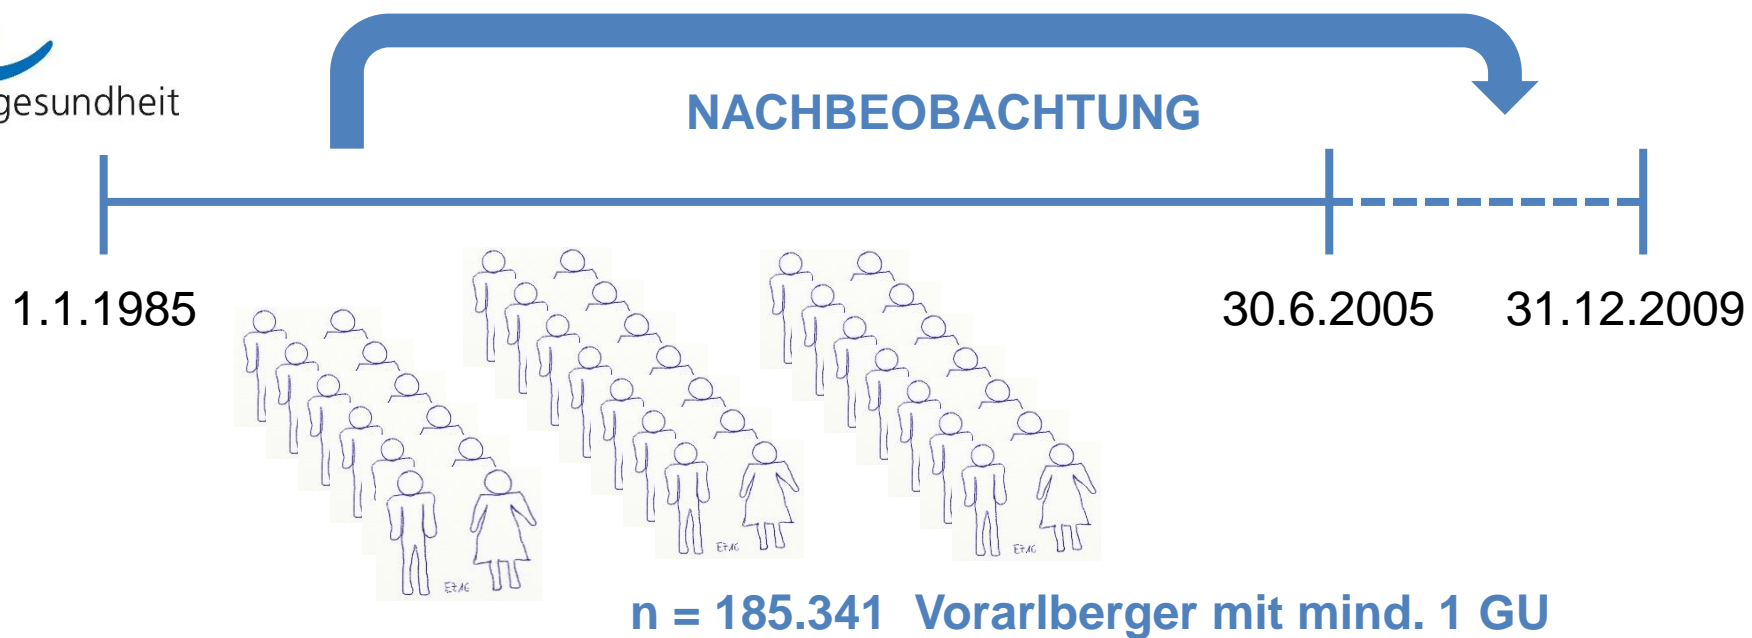 gesundheit
NACHBEOBACHTUNG
1.1.1985
30.6.2005
31.12.2009
n = 185.341 Vorarlberger mit mind. 1 GU